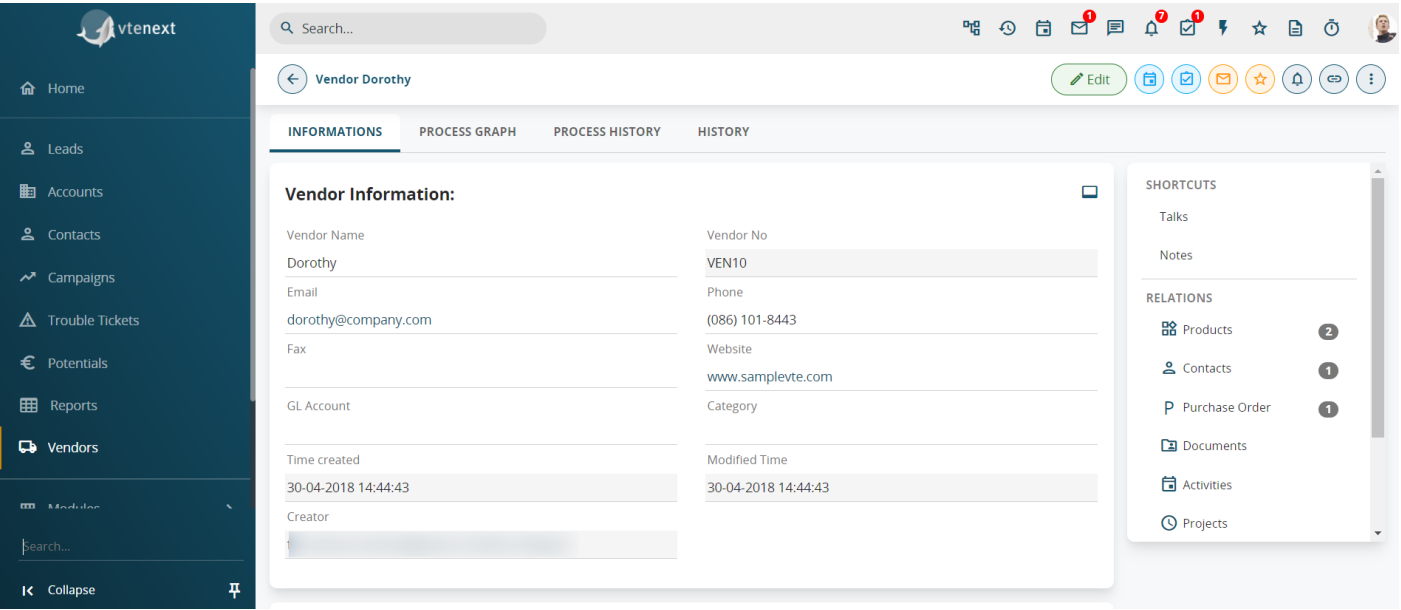 vtenext
Search...
1
7
1
Home
Leads
Accounts
Contacts
Campaigns
Trouble Tickets
Potentials
Reports
Vendors
Modules
Search...
Collapse
Vendor Dorothy
Edit
INFORMATIONS PROCESS GRAPH PROCESS HISTORY HISTORY
Vendor Information:
Vendor Name Vendor No
Dorothy VEN10
Email Phone
dorothy@company.com (086) 101-8443
Fax Website
www.samplevte.com
GL Account Category
Time created Modified Time
30-04-2018 14:44:43 30-04-2018 14:44:43
Creator
SHORTCUTS
Talks
Notes
RELATIONS
Products 2
Contacts 1
Purchase Order 1
Documents
Activities
Projects